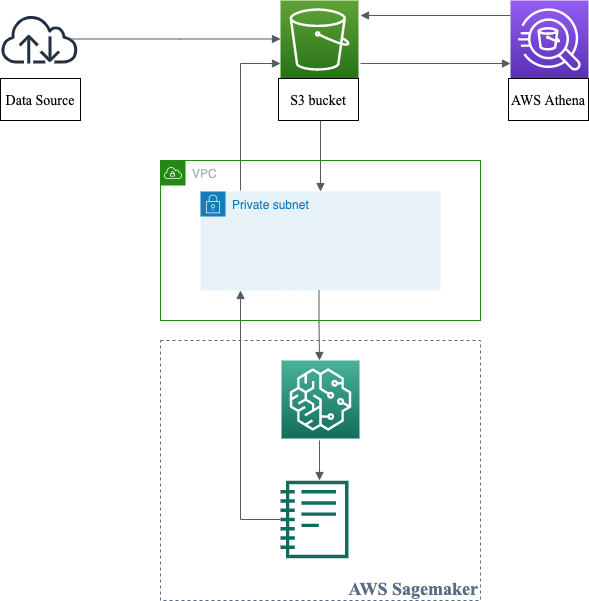 Data Source
S3 bucket
AWS Athena
VPC
Private subnet
AWS Sagemaker